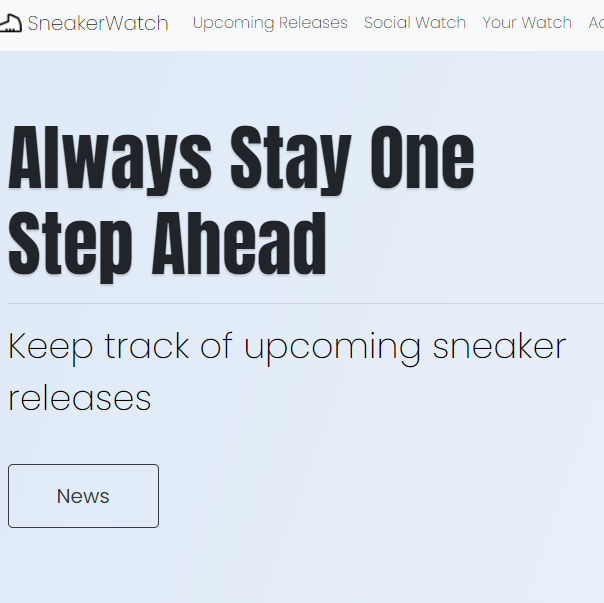 SneakerWatch Upcoming Releases Social Watch Your Watch
Always Stay One
Step Ahead
Keep track of upcoming sneaker
releases
News